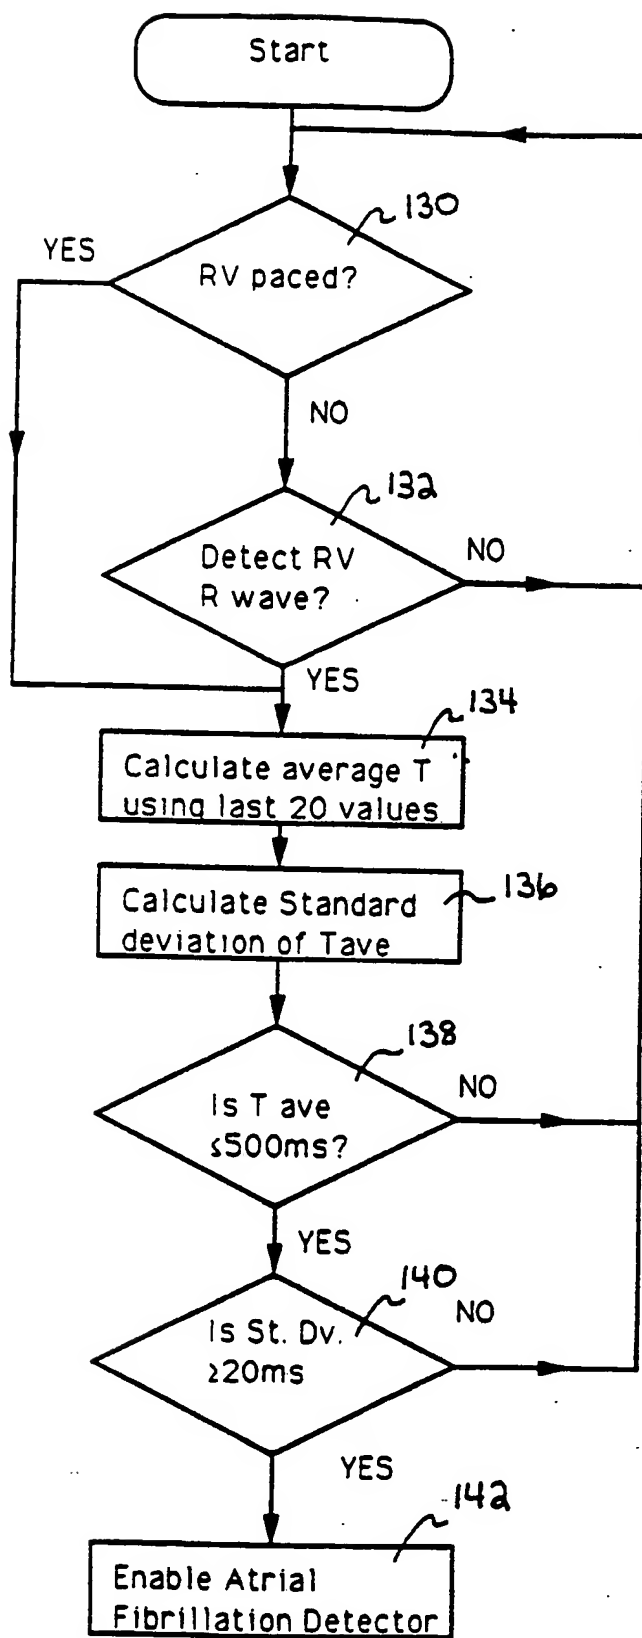 Start
130
YES
RV paced?
NO
132
Detect RV
R wave?
NO
YES
134
Calculate average T
using last 20 values
136
Calculate Standard
deviation of Tave
138
Is T ave
≤500ms?
NO
YES
140
Is St. Dv.
≥20ms
NO
YES
142
Enable Atrial
Fibrillation Detector